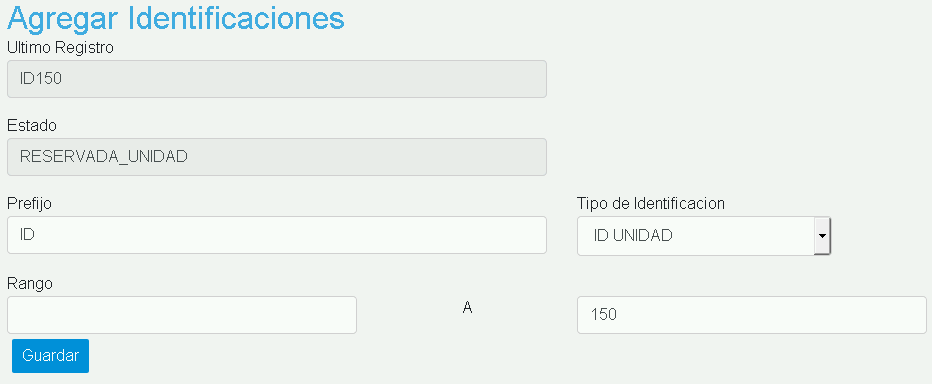 Agregar Identificaciones
Ultimo Registro
ID150
Estado
RESERVADA_UNIDAD
Prefijo
Tipo de Identificacion
ID
ID UNIDAD
Rango
A
150
Guardar